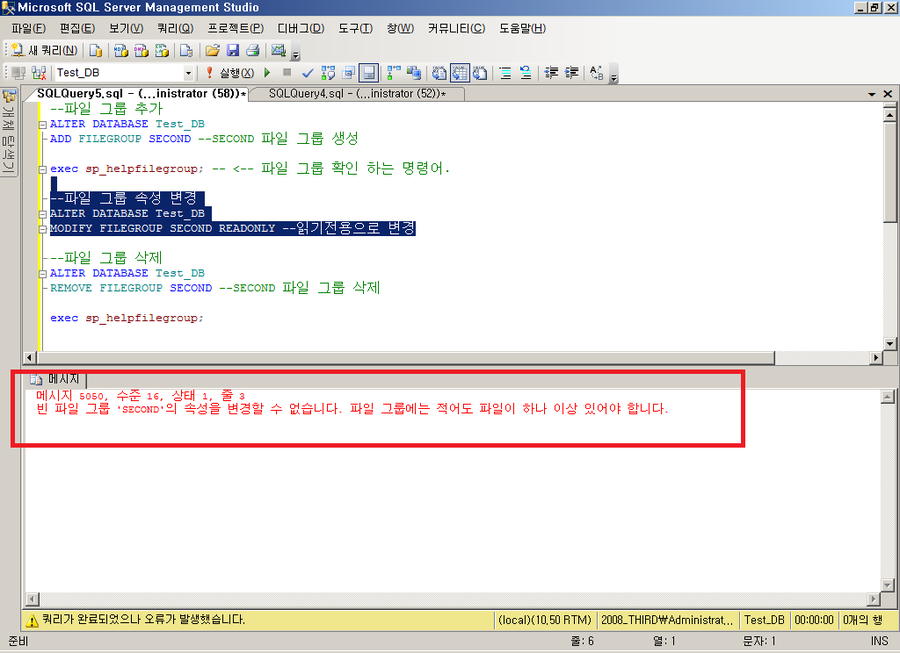 Microsoft SQL Server Management Studio
파일(F) 편집(E) 보기(V) 쿼리(Q) 프로젝트(P) 디버그(D) 도구(T) 창(W) 커뮤니티(C) 도움말(H)
새 쿼리(N)
Test_DB 실행(X)
개체 탐색기
SQLQuery5.sql - (...inistrator (58))* SQLQuery4.sql - (...inistrator (52))*
--파일 그룹 추가
ALTER DATABASE Test_DB
ADD FILEGROUP SECOND --SECOND 파일 그룹 생성
exec sp_helpfilegroup; -- <-- 파일 그룹 확인 하는 명령어.
--파일 그룹 속성 변경
ALTER DATABASE Test_DB
MODIFY FILEGROUP SECOND READONLY --읽기전용으로 변경
--파일 그룹 삭제
ALTER DATABASE Test_DB
REMOVE FILEGROUP SECOND --SECOND 파일 그룹 삭제
exec sp_helpfilegroup;
메시지
메시지 5050, 수준 16, 상태 1, 줄 3
빈 파일 그룹 'SECOND'의 속성을 변경할 수 없습니다. 파일 그룹에는 적어도 파일이 하나 이상 있어야 합니다.
쿼리가 완료되었으나 오류가 발생했습니다. (local)(10,50 RTM) 2008_THIRD₩Administrat... Test_DB 00:00:00 0개의 행
준비 줄: 6 열: 1 문자: 1 INS